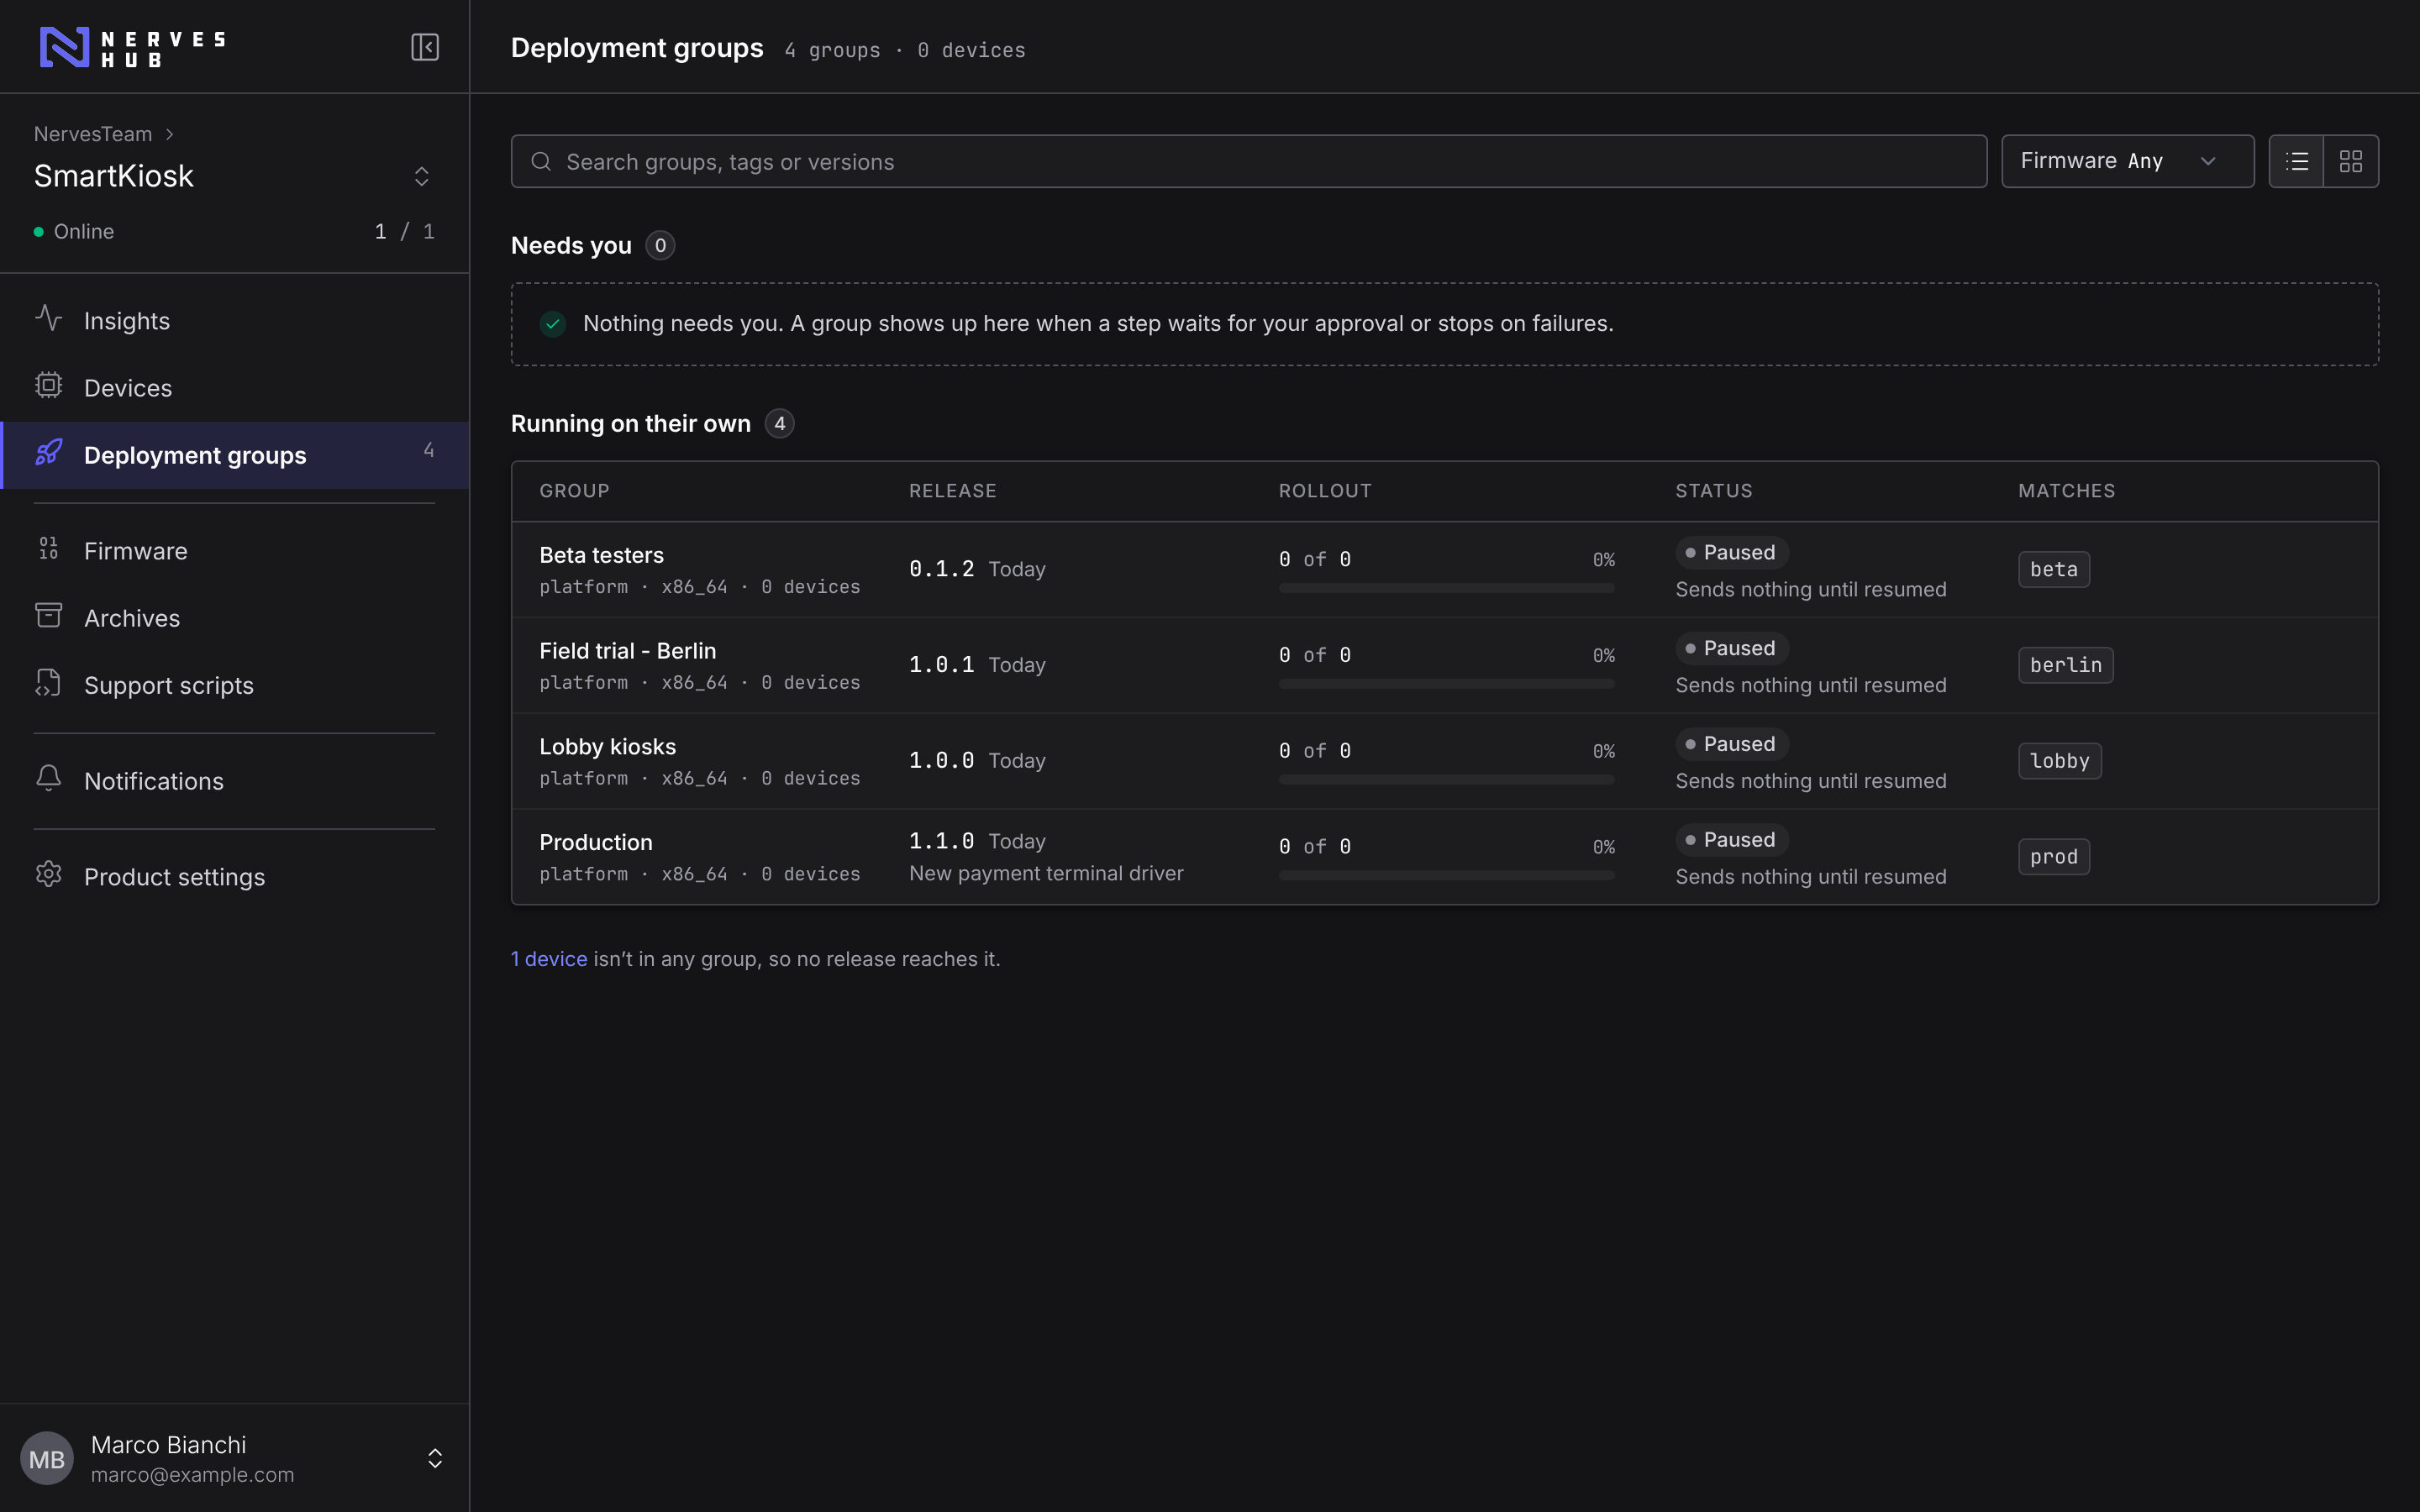 NERVES
HUB
NervesTeam
SmartKiosk
Online
1 / 1
Insights
Devices
Deployment groups
4
Firmware
Archives
Support scripts
Notifications
Product settings
MB
Marco Bianchi
marco@example.com
Deployment groups
4 groups · 0 devices
Search groups, tags or versions
Firmware Any
Needs you 0
Nothing needs you. A group shows up here when a step waits for your approval or stops on failures.
Running on their own 4
GROUP RELEASE ROLLOUT STATUS MATCHES
Beta testers
platform · x86_64 · 0 devices
0.1.2 Today
0 of 0 0%
Paused
Sends nothing until resumed
beta
Field trial - Berlin
platform · x86_64 · 0 devices
1.0.1 Today
0 of 0 0%
Paused
Sends nothing until resumed
berlin
Lobby kiosks
platform · x86_64 · 0 devices
1.0.0 Today
0 of 0 0%
Paused
Sends nothing until resumed
lobby
Production
platform · x86_64 · 0 devices
1.1.0 Today
New payment terminal driver
0 of 0 0%
Paused
Sends nothing until resumed
prod
1 device isn’t in any group, so no release reaches it.